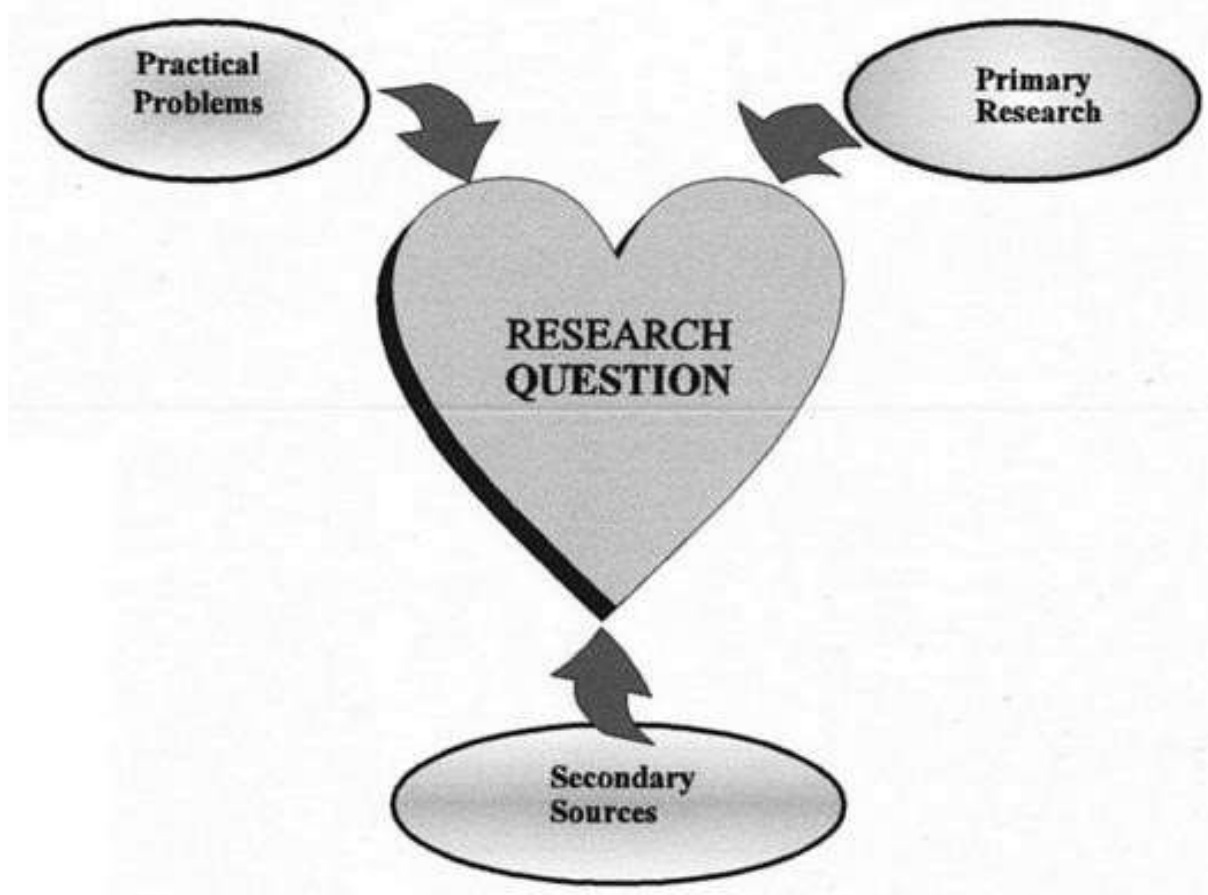 Practical
Problems
Primary
Research
RESEARCH
QUESTION
Secondary
Sources